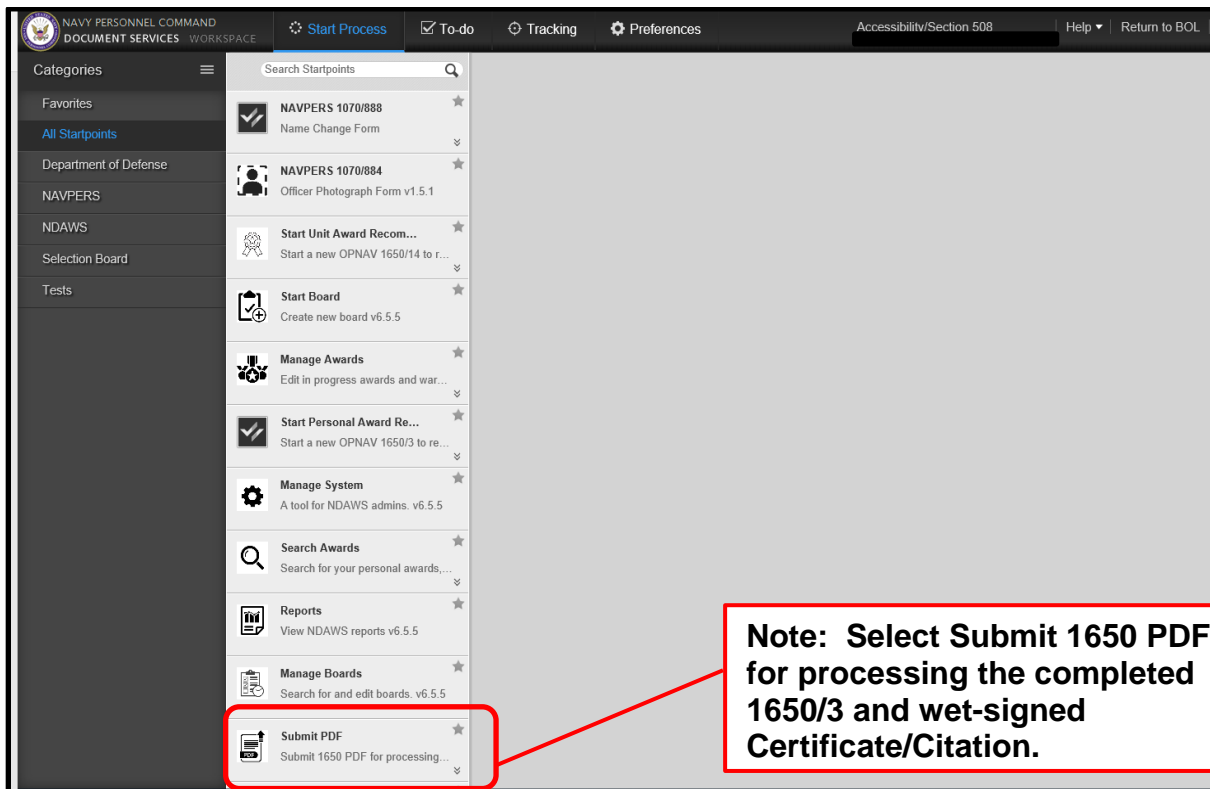 NAVY PERSONNEL COMMAND
DOCUMENT SERVICES WORKSPACE
Start Process
To-do
Tracking
Preferences
Accessibility/Section 508
Help
Return to BOL
Categories
Search Startpoints
Favorites
All Startpoints
Department of Defense
NAVPERS
NDAWS
Selection Board
Tests
NAVPERS 1070/888
Name Change Form
NAVPERS 1070/884
Officer Photograph Form v1.5.1
Start Unit Award Recom...
Start a new OPNAV 1650/14 to r...
Start Board
Create new board v6.5.5
Manage Awards
Edit in progress awards and war...
Start Personal Award Re...
Start a new OPNAV 1650/3 to re...
Manage System
A tool for NDAWS admins. v6.5.5
Search Awards
Search for your personal awards,...
Reports
View NDAWS reports v6.5.5
Manage Boards
Search for and edit boards. v6.5.5
Submit PDF
Submit 1650 PDF for processing...
PDF
Note: Select Submit 1650 PDF
for processing the completed
1650/3 and wet-signed
Certificate/Citation.